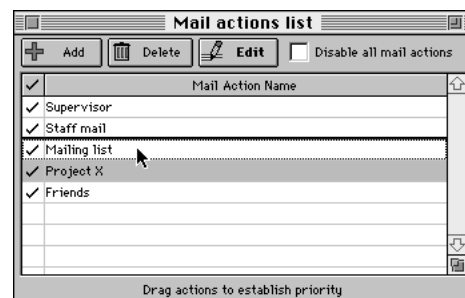 Mail actions list
Add Delete Edit Disable all mail actions
Mail Action Name
Supervisor
Staff mail
Mailing list
Project X
Friends
Drag actions to establish priority